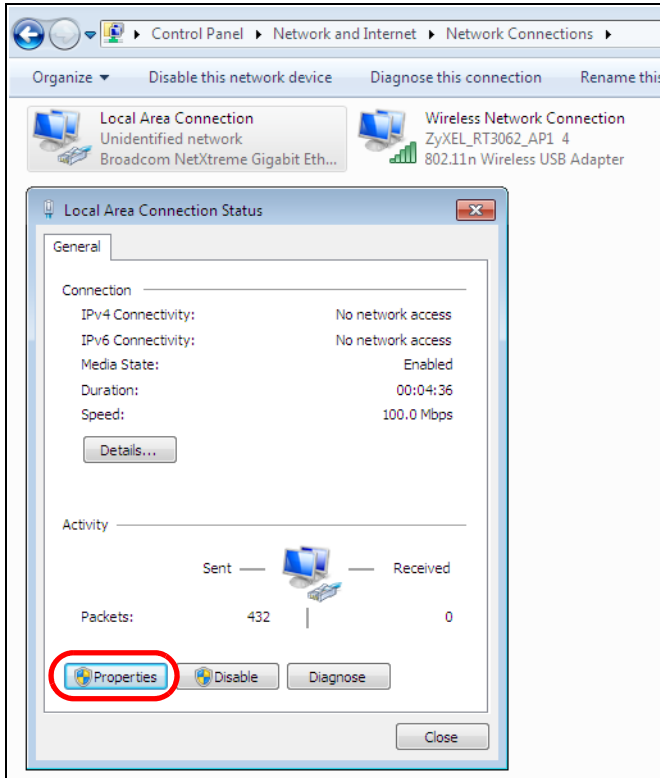 Control Panel Network and Internet Network Connections
Organize Disable this network device Diagnose this connection Rename this
Local Area Connection
Unidentified network
Broadcom NetXtreme Gigabit Eth...
Wireless Network Connection
ZyXEL_RT3062_AP1 4
802.11n Wireless USB Adapter
Local Area Connection Status
General
Connection
IPv4 Connectivity: No network access
IPv6 Connectivity: No network access
Media State: Enabled
Duration: 00:04:36
Speed: 100.0 Mbps
Details...
Activity
Sent Received
Packets: 432 0
Properties Disable Diagnose
Close